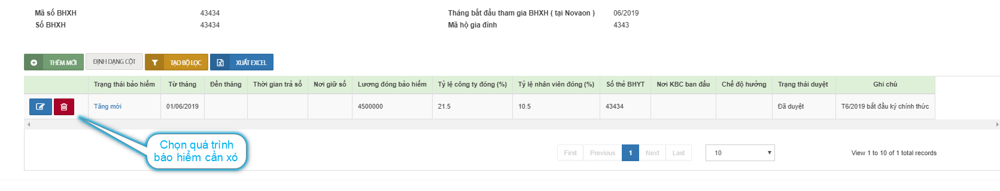 Mã số BHXH 43434 Tháng bắt đầu tham gia BHXH ( tại Novaon ) 06/2019
Số BHXH 43434 Mã hộ gia đình 4343
THÊM MỚI ĐỊNH DẠNG CỘT TẠO BỘ LỌC XUẤT EXCEL
Trạng thái bảo hiểm Từ tháng Đến tháng Thời gian trả sổ Nơi giữ sổ Lương đóng bảo hiểm Tỷ lệ công ty đóng (%) Tỷ lệ nhân viên đóng (%) Số thẻ BHYT Nơi KBC ban đầu Chế độ hưởng Trạng thái duyệt Ghi chú
Tăng mới 01/06/2019 4500000 21.5 10.5 43434 Đã duyệt T6/2019 bắt đầu ký chính thức
Chọn quá trình
báo hiểm cần xó
First Previous 1 Next Last 10 View 1 to 10 of 1 total records